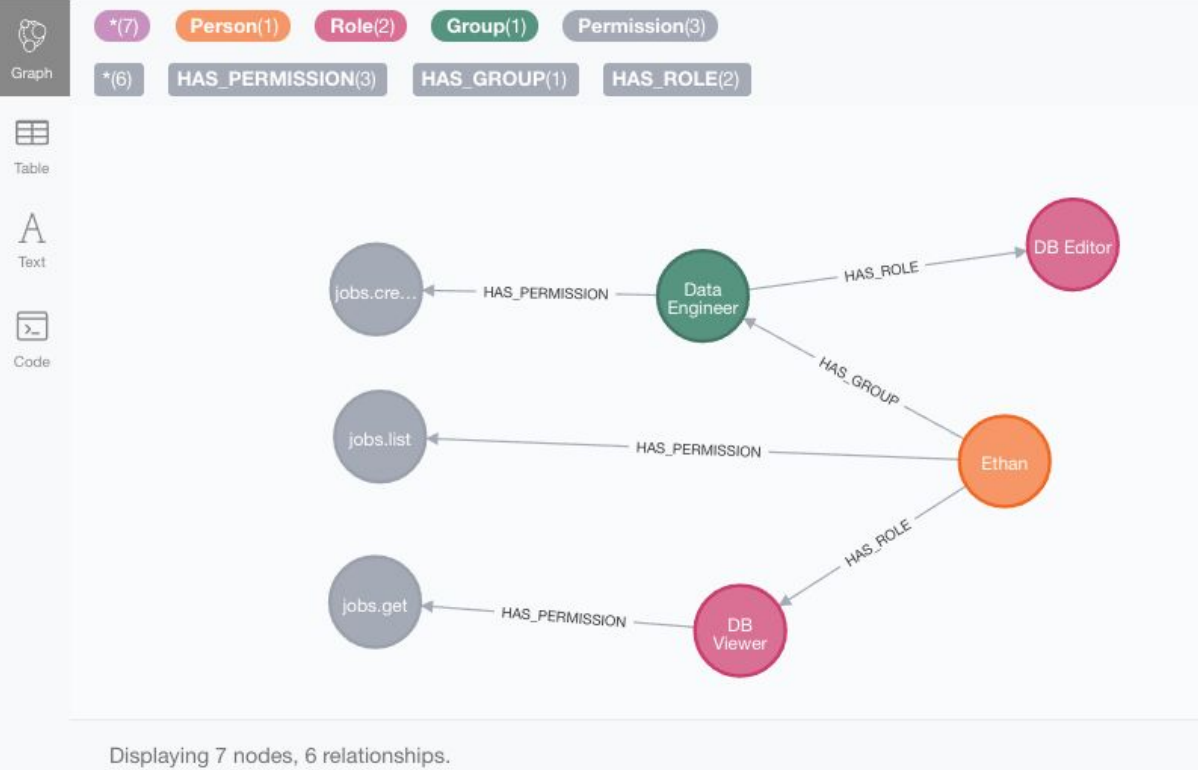 *(7) Person(1) Role(2) Group(1) Permission(3)
Graph
*(6) HAS_PERMISSION(3) HAS_GROUP(1) HAS_ROLE(2)
Table
Text
Code
DB Editor
HAS_ROLE
jobs.cre...
HAS_PERMISSION
Data
Engineer
HAS_GROUP
jobs.list
HAS_PERMISSION
Ethan
HAS_ROLE
jobs.get
HAS_PERMISSION
DB
Viewer
Displaying 7 nodes, 6 relationships.